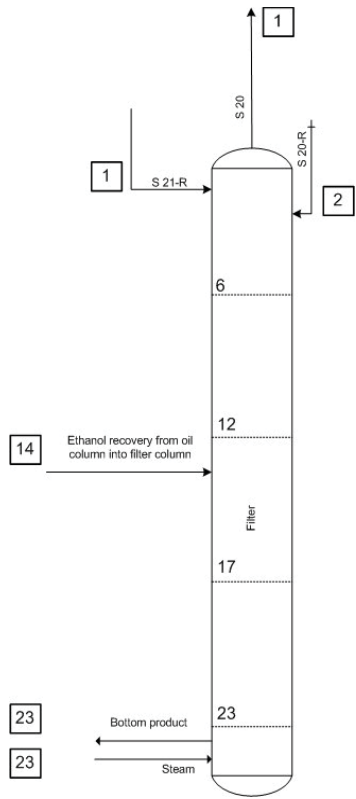 1
S 20
S 20-R
1
S 21-R
2
6
12
14
Ethanol recovery from oil
column into filter column
Filter
17
23
23
Bottom product
23
Steam